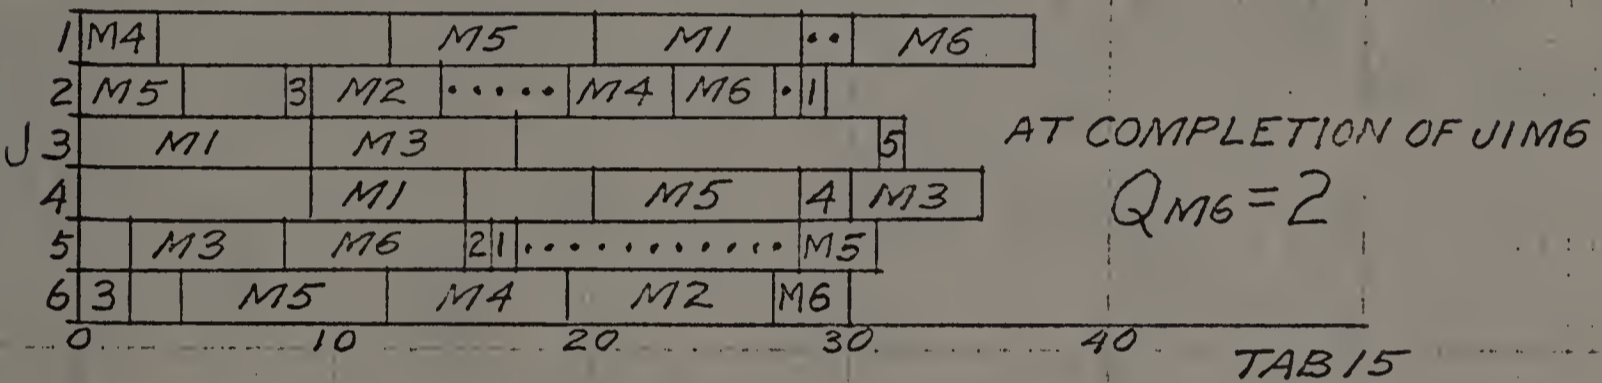 1 M4 M5 M1 •• M6
2 M5 3 M2 ••••• M4 M6 • 1
J 3 M1 M3 5 AT COMPLETION OF J1M6
4 M1 M5 4 M3 QM6=2
5 M3 M6 2 1 •••••••••••• M5
6 3 M5 M4 M2 M6
0 10 20 30 40
TAB 15